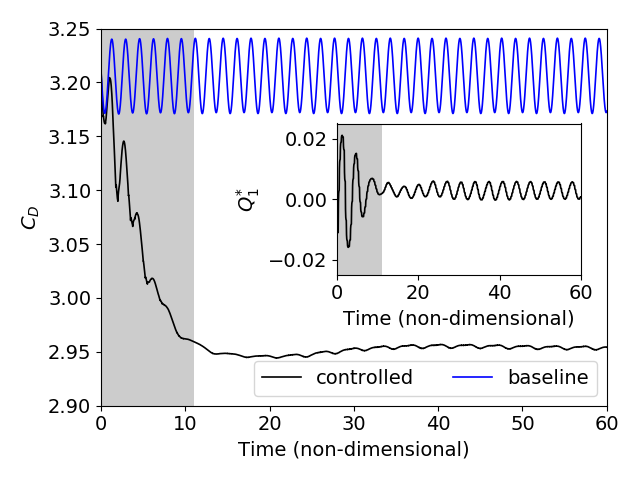 3.25
3.20
3.15
3.10
3.05
3.00
2.95
2.90
C_D
0 10 20 30 40 50 60
Time (non-dimensional)
0.02
0.00
−0.02
Q_1^*
0 20 40 60
Time (non-dimensional)
controlled baseline